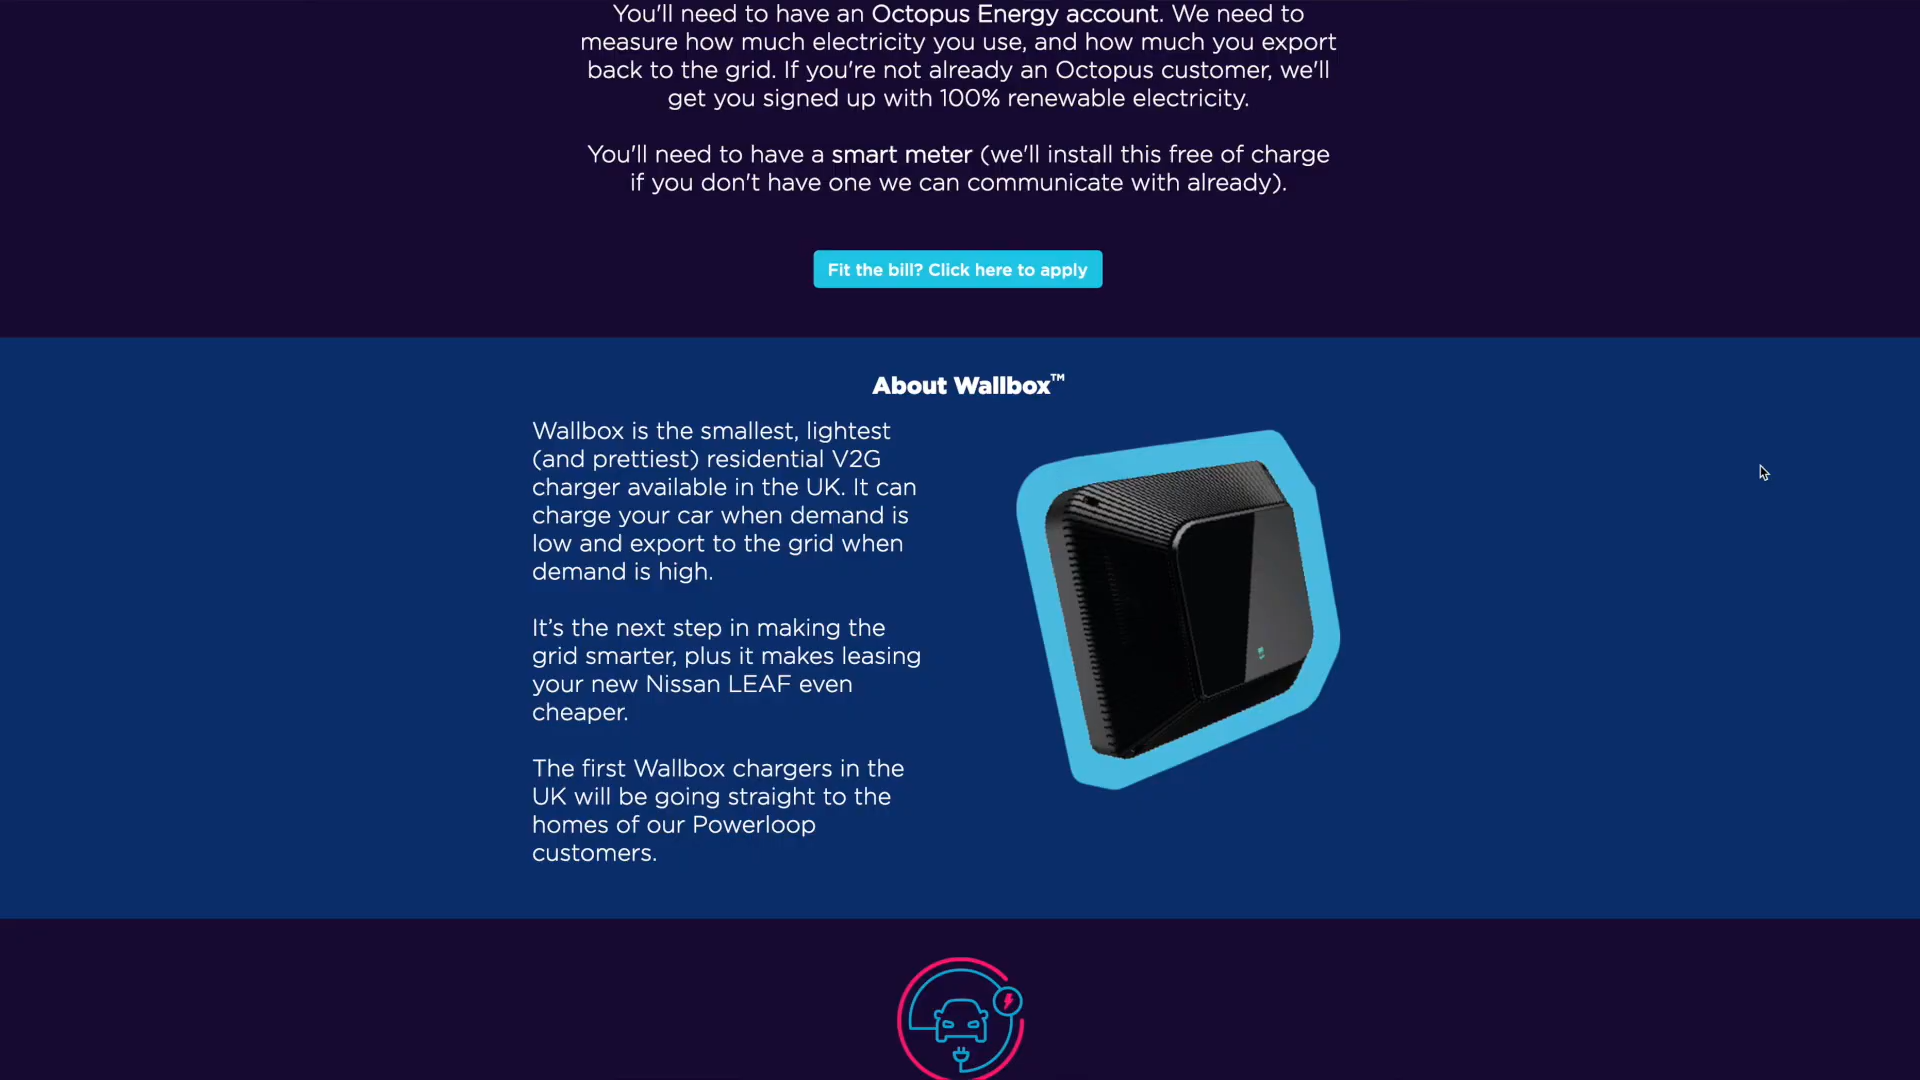 You'll need to have an Octopus Energy account. We need to
measure how much electricity you use, and how much you export
back to the grid. If you're not already an Octopus customer, we'll
get you signed up with 100% renewable electricity.
You'll need to have a smart meter (we'll install this free of charge
if you don't have one we can communicate with already).
Fit the bill? Click here to apply
About Wallbox™
Wallbox is the smallest, lightest
(and prettiest) residential V2G
charger available in the UK. It can
charge your car when demand is
low and export to the grid when
demand is high.
It’s the next step in making the
grid smarter, plus it makes leasing
your new Nissan LEAF even
cheaper.
The first Wallbox chargers in the
UK will be going straight to the
homes of our Powerloop
customers.